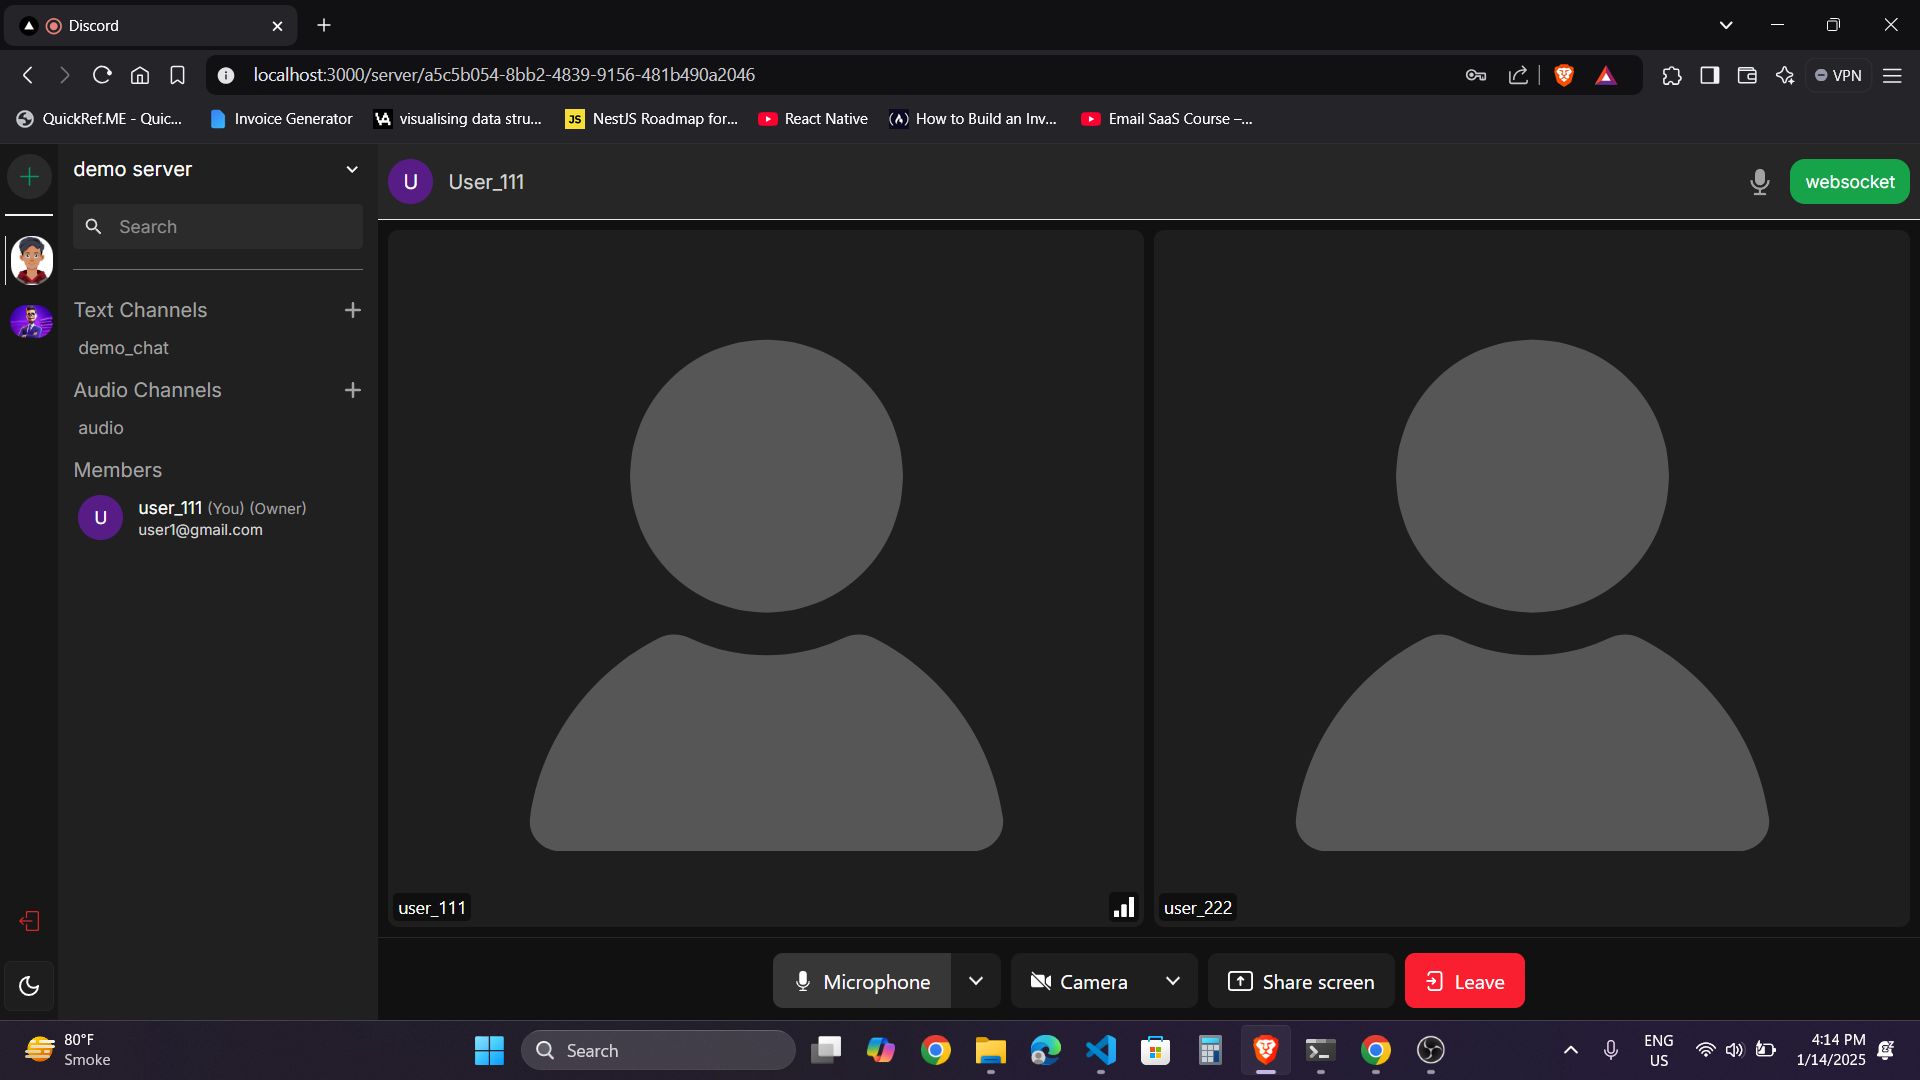 Discord
localhost:3000/server/a5c5b054-8bb2-4839-9156-481b490a2046
VPN
QuickRef.ME - Quic...
Invoice Generator
visualising data stru...
JS
NestJS Roadmap for...
React Native
How to Build an Inv...
Email SaaS Course –...
demo server
U
User_111
websocket
Search
Text Channels
demo_chat
Audio Channels
audio
Members
U
user_111 (You) (Owner)
user1@gmail.com
user_111
user_222
Microphone
Camera
Share screen
Leave
80°F
Smoke
Search
ENG
US
4:14 PM
1/14/2025